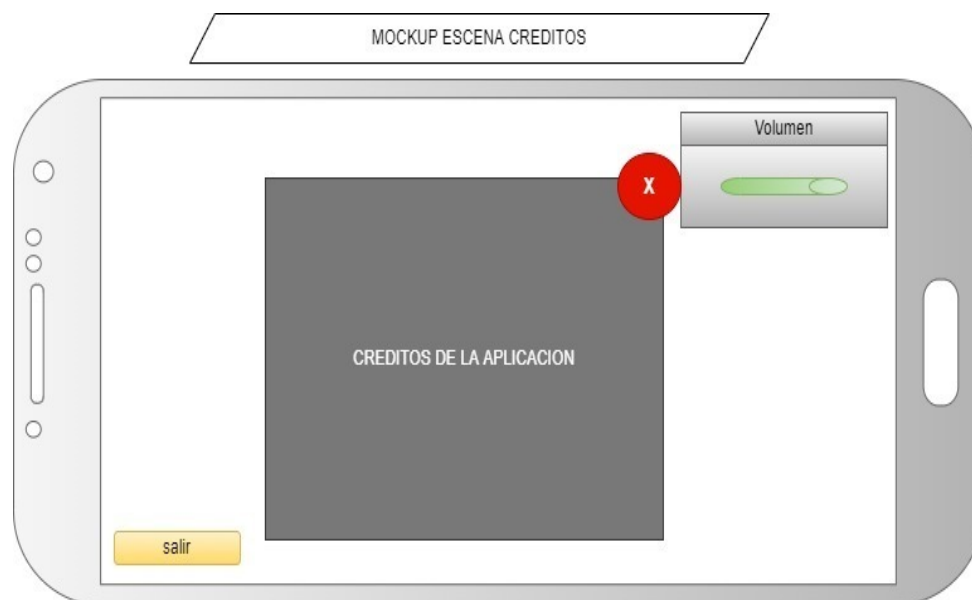 MOCKUP ESCENA CREDITOS
Volumen
X
CREDITOS DE LA APLICACION
salir